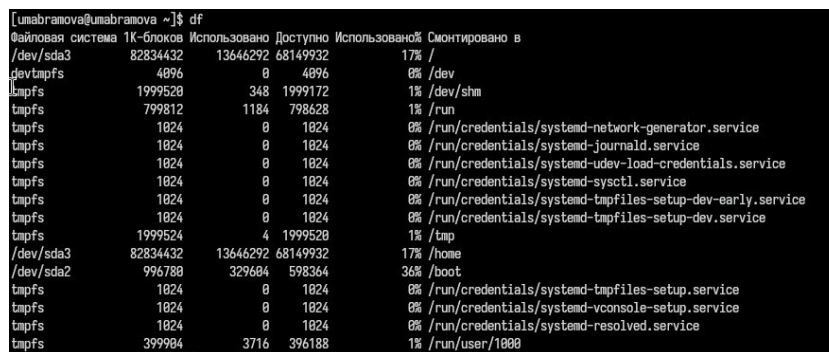 [umabramova@umabramova ~]$ df
Файловая система 1K-блоков Использовано Доступно Использовано% Смонтировано в
/dev/sda3 82834432 13646292 68149932 17% /
devtmpfs 4096 0 4096 0% /dev
tmpfs 1999520 348 1999172 1% /dev/shm
tmpfs 799812 1184 798628 1% /run
tmpfs 1024 0 1024 0% /run/credentials/systemd-network-generator.service
tmpfs 1024 0 1024 0% /run/credentials/systemd-journald.service
tmpfs 1024 0 1024 0% /run/credentials/systemd-udev-load-credentials.service
tmpfs 1024 0 1024 0% /run/credentials/systemd-sysctl.service
tmpfs 1024 0 1024 0% /run/credentials/systemd-tmpfiles-setup-dev-early.service
tmpfs 1024 0 1024 0% /run/credentials/systemd-tmpfiles-setup-dev.service
tmpfs 1999524 4 1999520 1% /tmp
/dev/sda3 82834432 13646292 68149932 17% /home
/dev/sda2 996780 329604 598364 36% /boot
tmpfs 1024 0 1024 0% /run/credentials/systemd-tmpfiles-setup.service
tmpfs 1024 0 1024 0% /run/credentials/systemd-vconsole-setup.service
tmpfs 1024 0 1024 0% /run/credentials/systemd-resolved.service
tmpfs 399904 3716 396188 1% /run/user/1000